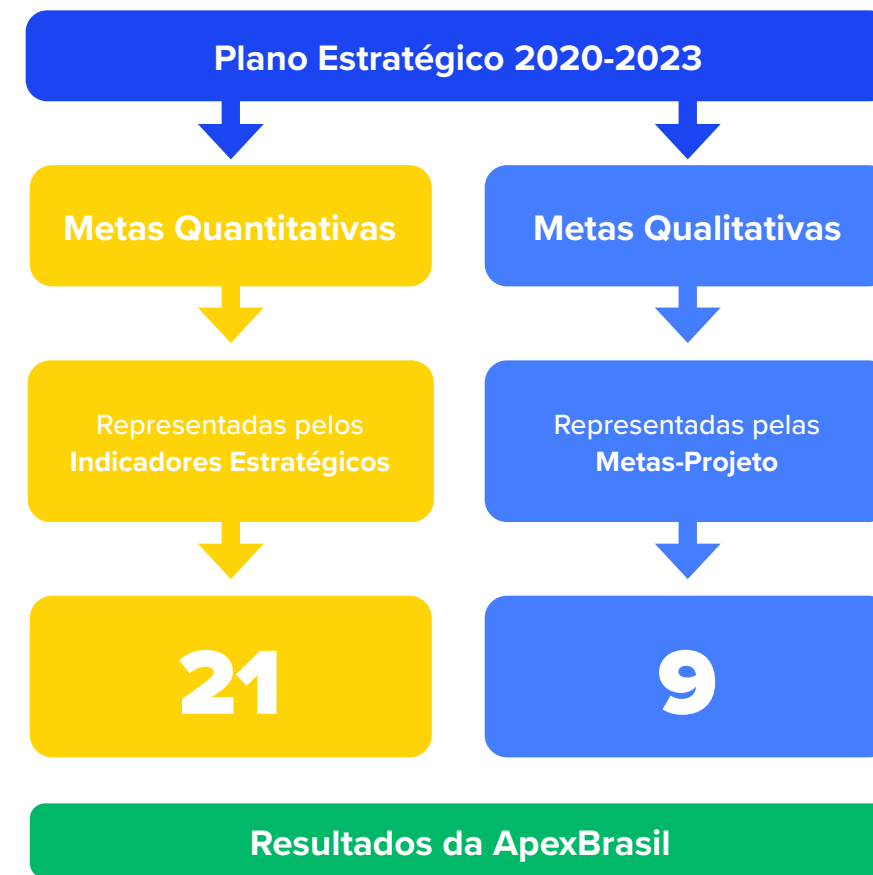 Plano Estratégico 2020-2023
Metas Quantitativas
Metas Qualitativas
Representadas pelos
Indicadores Estratégicos
Representadas pelas
Metas-Projeto
21
9
Resultados da ApexBrasil